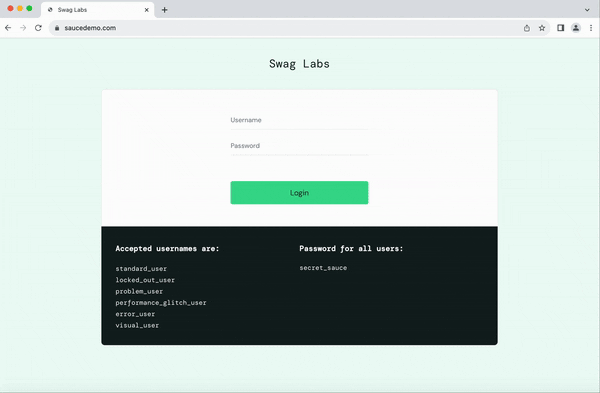 Swag Labs
saucedemo.com
Swag Labs
Username
Password
Login
Accepted usernames are:
standard_user
locked_out_user
problem_user
performance_glitch_user
error_user
visual_user
Password for all users:
secret_sauce